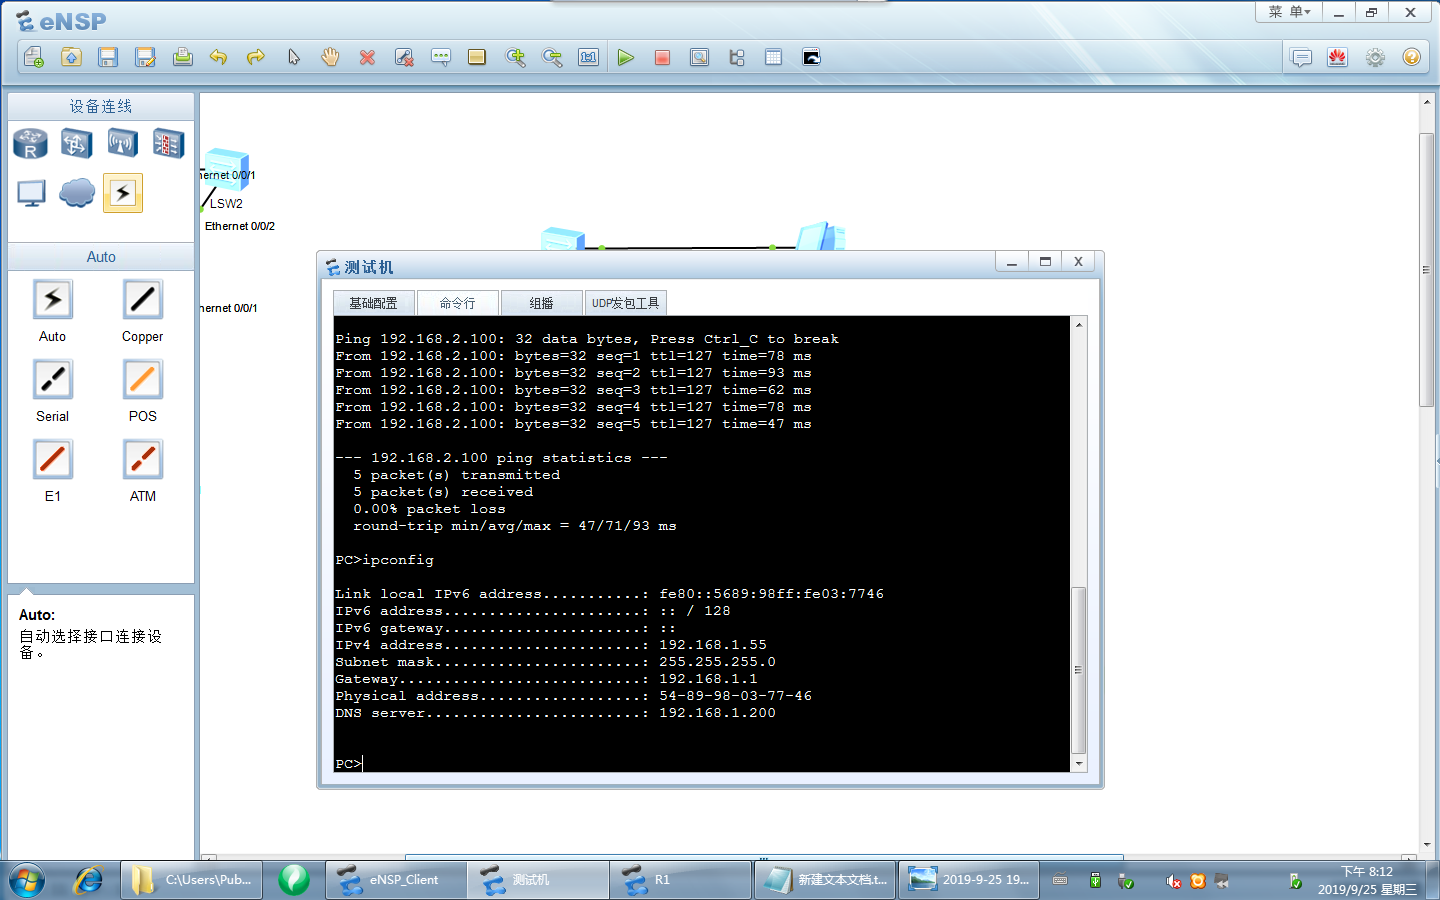 eNSP
菜 单
设备连线
Auto
Auto
Copper
Serial
POS
E1
ATM
Auto:
自动选择接口连接设
备。
hernet 0/0/1
LSW2
Ethernet 0/0/2
hernet 0/0/1
测试机
基础配置
命令行
组播
UDP发包工具
Ping 192.168.2.100: 32 data bytes, Press Ctrl_C to break
From 192.168.2.100: bytes=32 seq=1 ttl=127 time=78 ms
From 192.168.2.100: bytes=32 seq=2 ttl=127 time=93 ms
From 192.168.2.100: bytes=32 seq=3 ttl=127 time=62 ms
From 192.168.2.100: bytes=32 seq=4 ttl=127 time=78 ms
From 192.168.2.100: bytes=32 seq=5 ttl=127 time=47 ms
--- 192.168.2.100 ping statistics ---
5 packet(s) transmitted
5 packet(s) received
0.00% packet loss
round-trip min/avg/max = 47/71/93 ms
PC>ipconfig
Link local IPv6 address...........: fe80::5689:98ff:fe03:7746
IPv6 address......................: :: / 128
IPv6 gateway......................: ::
IPv4 address......................: 192.168.1.55
Subnet mask.......................: 255.255.255.0
Gateway...........................: 192.168.1.1
Physical address..................: 54-89-98-03-77-46
DNS server........................: 192.168.1.200
PC>
C:\Users\Pub...
eNSP_Client
测试机
R1
新建文本文档.t...
2019-9-25 19...
下午 8:12
2019/9/25 星期三